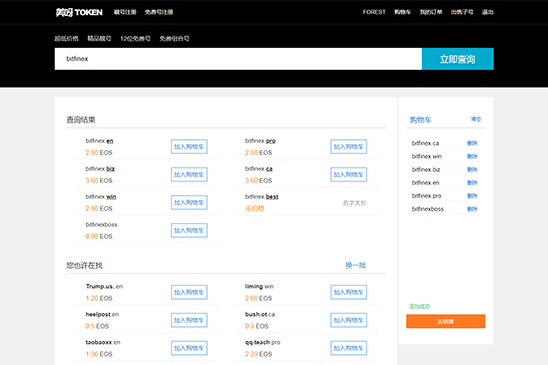 TOKEN 靓号注册 免费号注册 FOREST 购物车 我的订单 出售子号 退出
超低价格 精品靓号 12位免费号 免费组合号
bitfinex 立即查询
查询结果
bitfinex en 加入购物车 bitfinex pro 加入购物车
2.80 EOS 2.80 EOS
bitfinex biz 加入购物车 bitfinex ca 加入购物车
3.60 EOS 3.60 EOS
bitfinex win 加入购物车 bitfinex best 名字太长
2.90 EOS 无价格
bitfinexboss 加入购物车
0.00 EOS
您也许在找 换一批
Trump.us. en 加入购物车 liming win 加入购物车
1.20 EOS 2.68 EOS
heelpost en 加入购物车 bush.ot ca 加入购物车
0.5 EOS 0.0 EOS
taobaoxx en 加入购物车 qq.teach pro 加入购物车
1.00 EOS 2.29 EOS
购物车 清空
bitfinex ca 删除
bitfinex win 删除
bitfinex biz 删除
bitfinex en 删除
bitfinex pro 删除
bitfinexboss 删除
添加成功
去结算